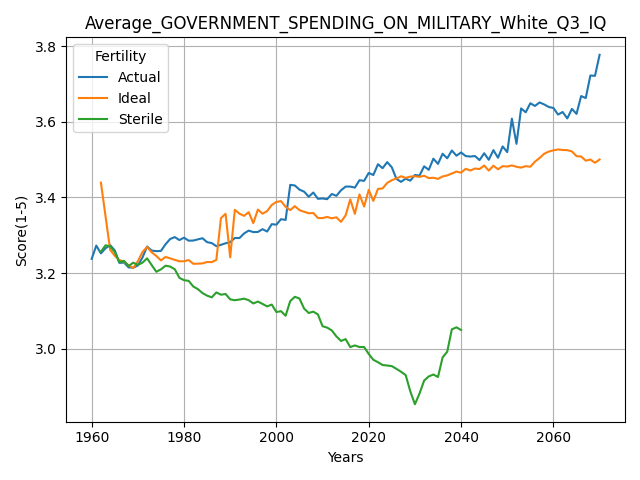 Average_GOVERNMENT_SPENDING_ON_MILITARY_White_Q3_IQ
Fertility
Actual
Ideal
Sterile
Score(1-5)
3.8
3.6
3.4
3.2
3.0
1960 1980 2000 2020 2040 2060
Years